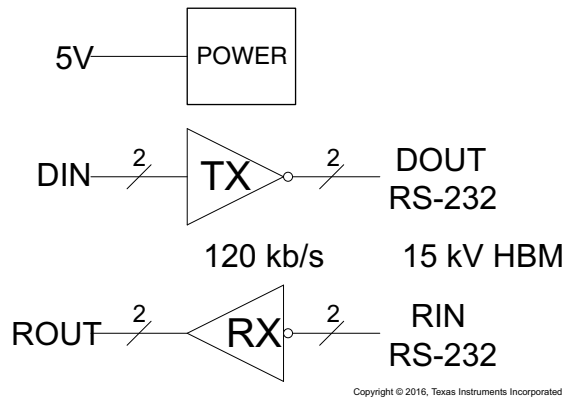 5V POWER
2 2
DIN TX DOUT
RS-232
120 kb/s 15 kV HBM
2 2
ROUT RX RIN
RS-232
Copyright © 2016, Texas Instruments Incorporated